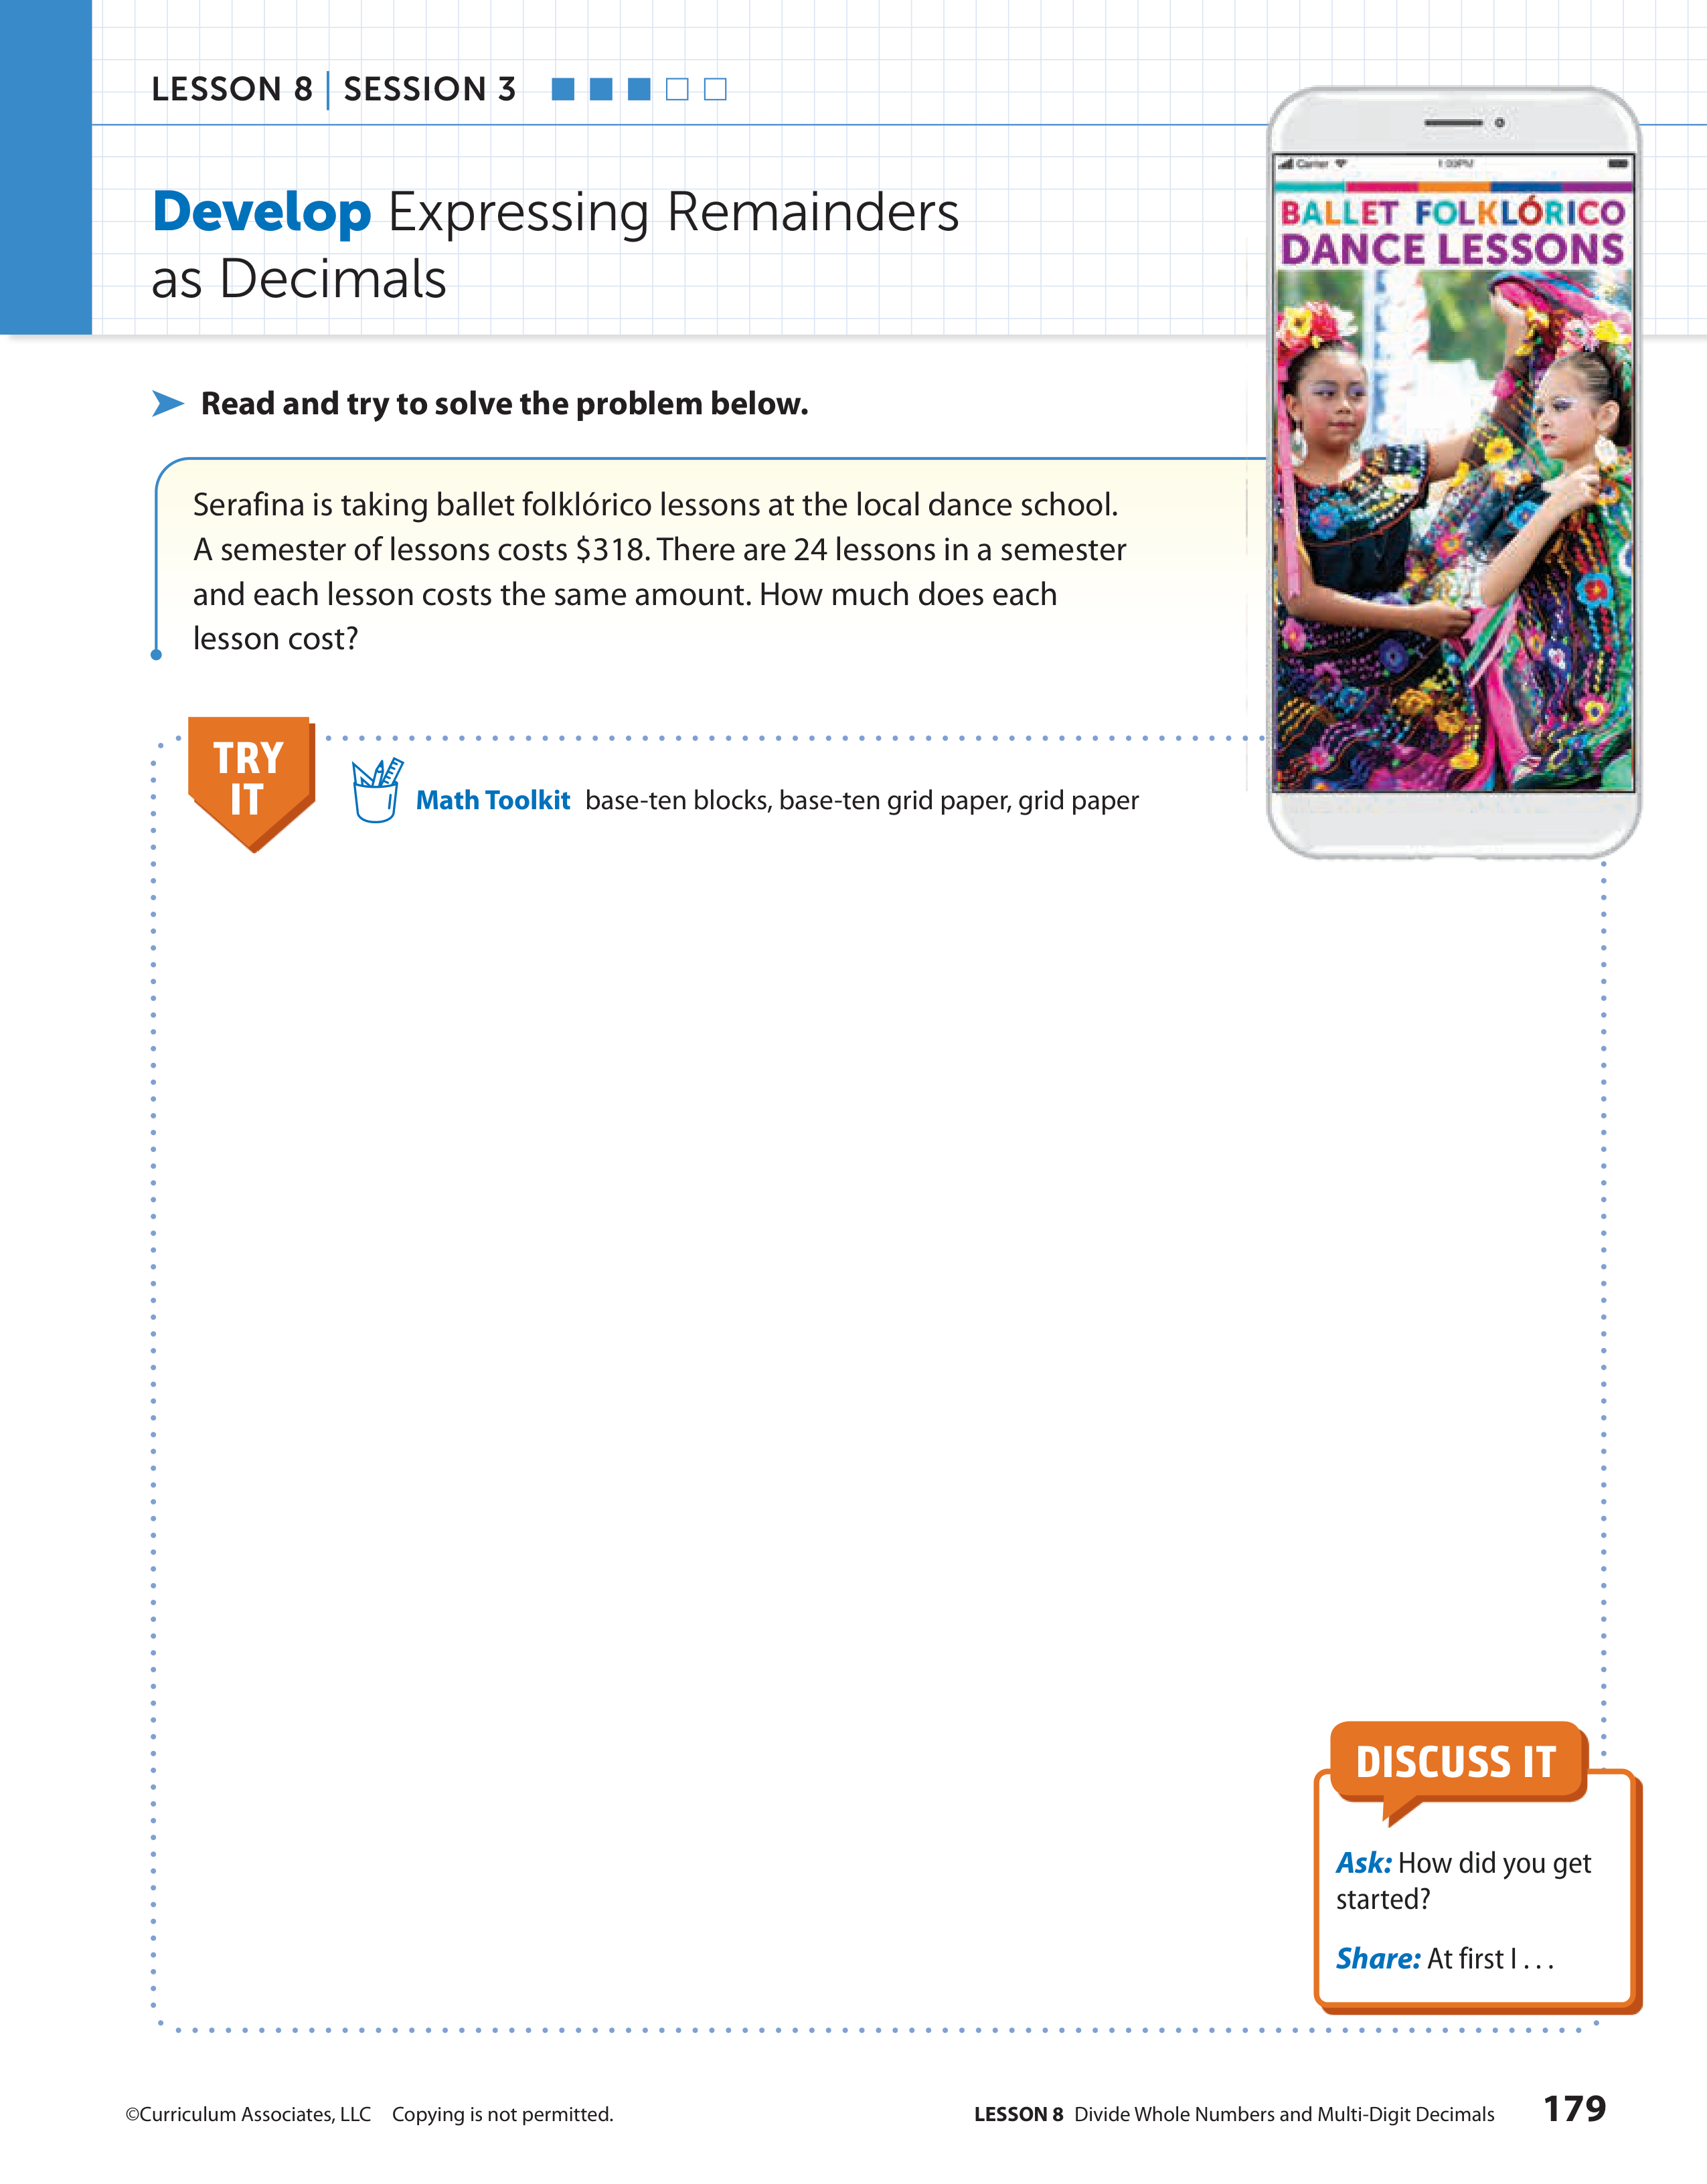 LESSON 8 | SESSION 3
Develop Expressing Remainders
as Decimals
Carrier 1:00PM
BALLET FOLKLÓRICO
DANCE LESSONS
Read and try to solve the problem below.
Serafina is taking ballet folklórico lessons at the local dance school.
A semester of lessons costs $318. There are 24 lessons in a semester
and each lesson costs the same amount. How much does each
lesson cost?
TRY
IT
Math Toolkit base-ten blocks, base-ten grid paper, grid paper
DISCUSS IT
Ask: How did you get
started?
Share: At first I . . .
©Curriculum Associates, LLC Copying is not permitted.
LESSON 8 Divide Whole Numbers and Multi-Digit Decimals 179